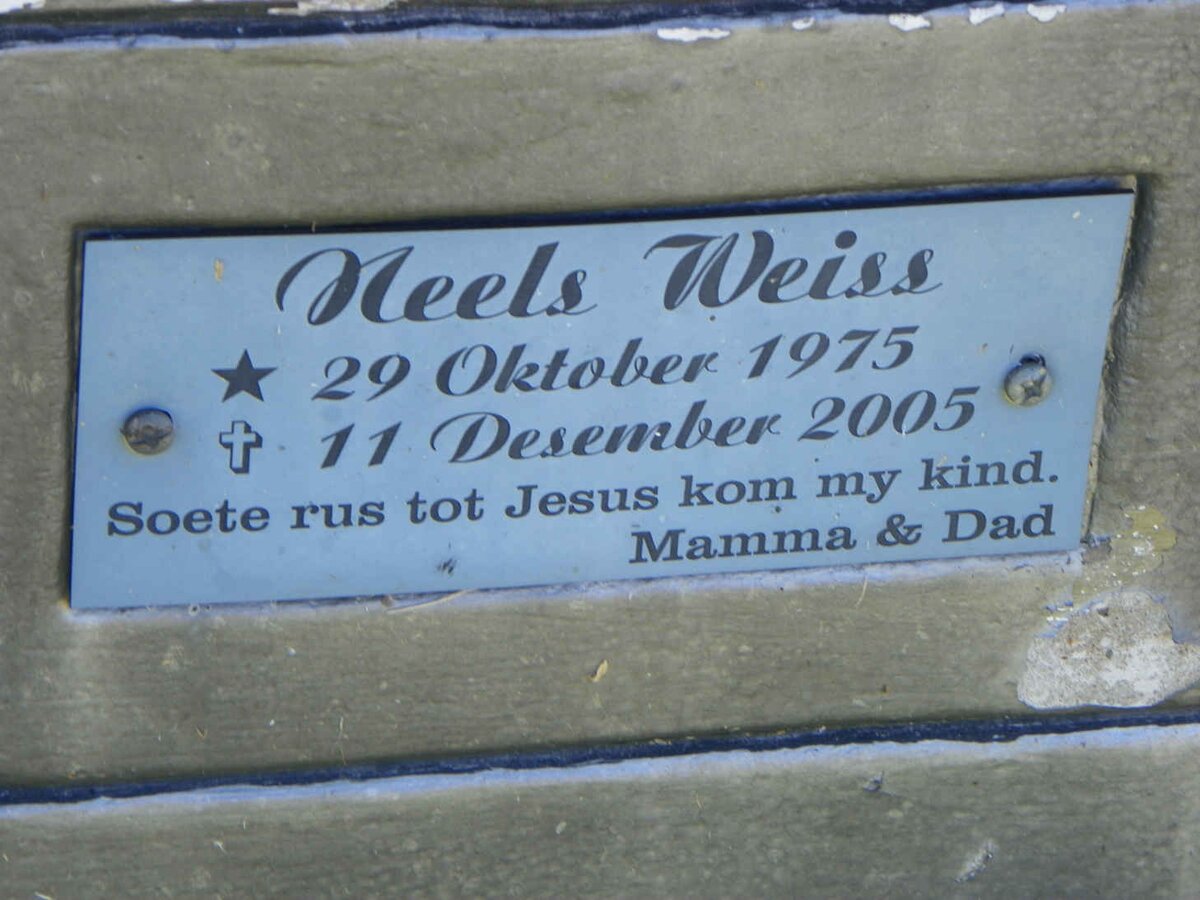 Neels Weiss
★ 29 Oktober 1975
✝ 11 Desember 2005
Soete rus tot Jesus kom my kind.
Mamma & Dad